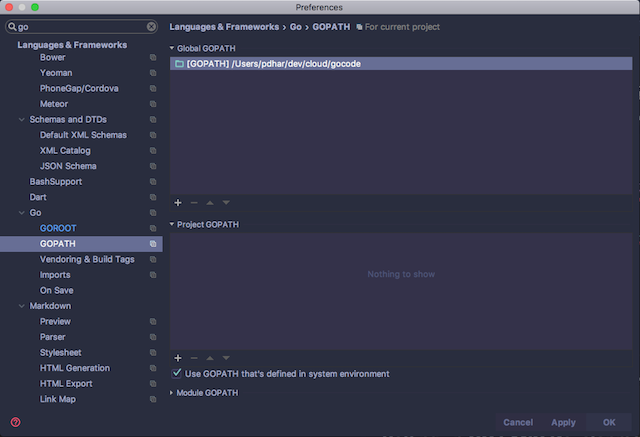 Preferences
go
Languages & Frameworks
Bower
Yeoman
PhoneGap/Cordova
Meteor
Schemas and DTDs
Default XML Schemas
XML Catalog
JSON Schema
BashSupport
Dart
Go
GOROOT
GOPATH
Vendoring & Build Tags
Imports
On Save
Markdown
Preview
Parser
Stylesheet
HTML Generation
HTML Export
Link Map
Languages & Frameworks › Go › GOPATH For current project
Global GOPATH
[GOPATH] /Users/pdhar/dev/cloud/gocode
Project GOPATH
Nothing to show
Use GOPATH that's defined in system environment
Module GOPATH
?
Cancel Apply OK